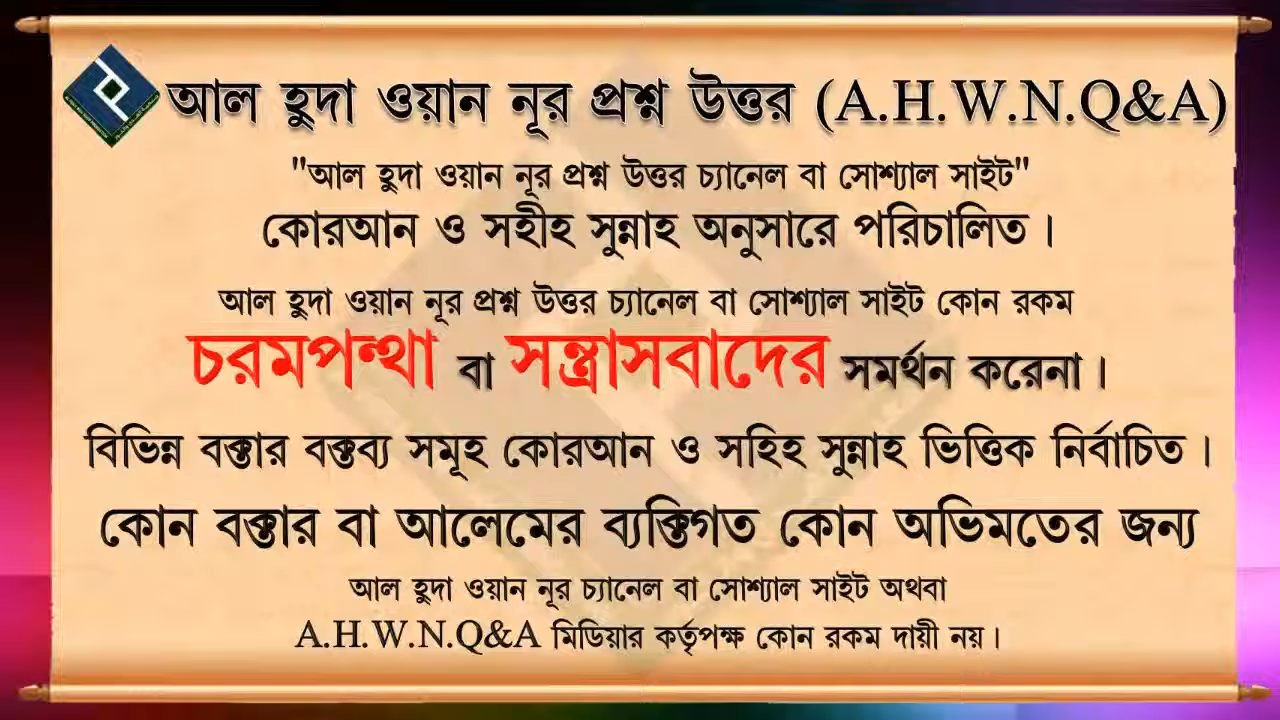 আল হুদা ওয়ান নূর প্রশ্ন উত্তর (A.H.W.N.Q&A)
"আল হুদা ওয়ান নূর প্রশ্ন উত্তর চ্যানেল বা সোশ্যাল সাইট"
কোরআন ও সহীহ সুন্নাহ অনুসারে পরিচালিত।
আল হুদা ওয়ান নূর প্রশ্ন উত্তর চ্যানেল বা সোশ্যাল সাইট কোন রকম
চরমপন্থা বা সন্ত্রাসবাদের সমর্থন করেনা।
বিভিন্ন বক্তার বক্তব্য সমূহ কোরআন ও সহিহ সুন্নাহ ভিত্তিক নির্বাচিত।
কোন বক্তার বা আলেমের ব্যক্তিগত কোন অভিমতের জন্য
আল হুদা ওয়ান নূর চ্যানেল বা সোশ্যাল সাইট অথবা
A.H.W.N.Q&A মিডিয়ার কর্তৃপক্ষ কোন রকম দায়ী নয়।